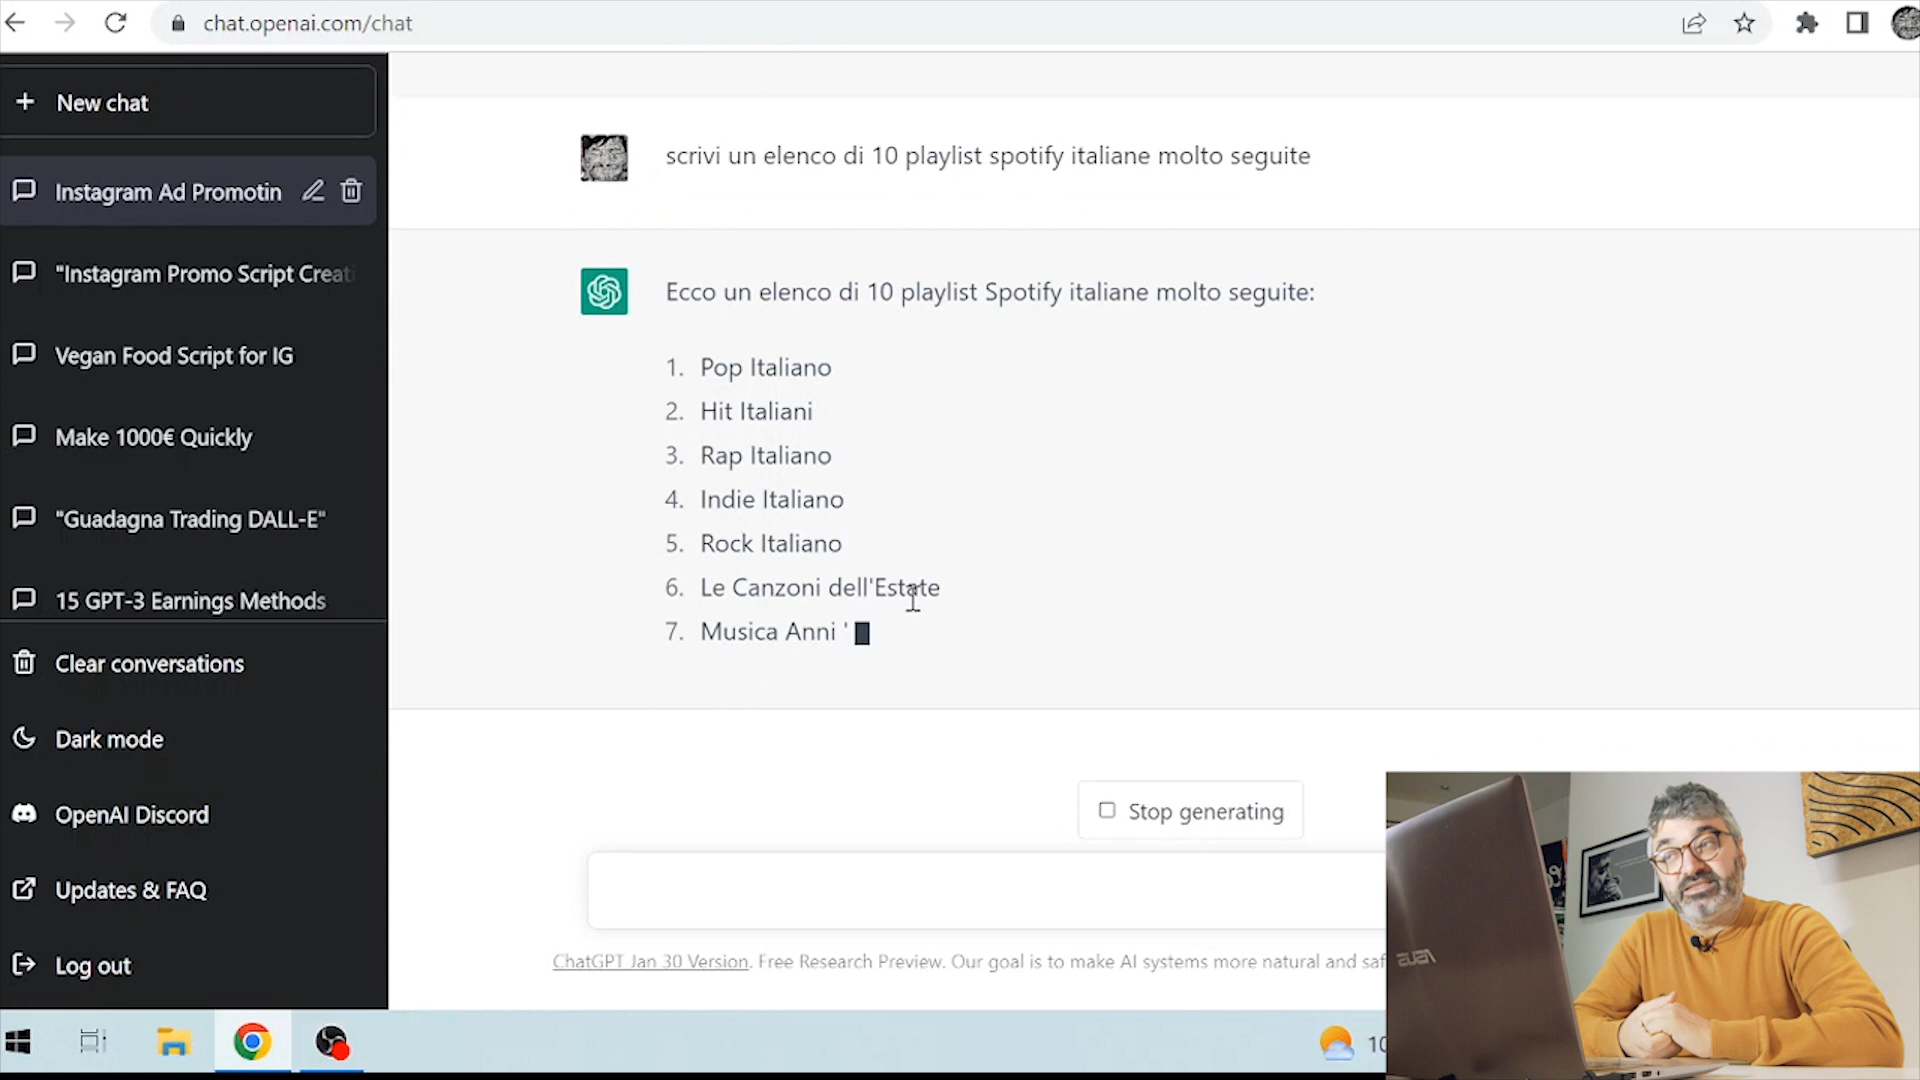 chat.openai.com/chat
New chat
Instagram Ad Promotin
"Instagram Promo Script Creati
Vegan Food Script for IG
Make 1000€ Quickly
"Guadagna Trading DALL-E"
15 GPT-3 Earnings Methods
Clear conversations
Dark mode
OpenAI Discord
Updates & FAQ
Log out
scrivi un elenco di 10 playlist spotify italiane molto seguite
Ecco un elenco di 10 playlist Spotify italiane molto seguite:
1. Pop Italiano
2. Hit Italiani
3. Rap Italiano
4. Indie Italiano
5. Rock Italiano
6. Le Canzoni dell'Estate
7. Musica Anni '
Stop generating
ChatGPT Jan 30 Version. Free Research Preview. Our goal is to make AI systems more natural and saf
10
ASUS